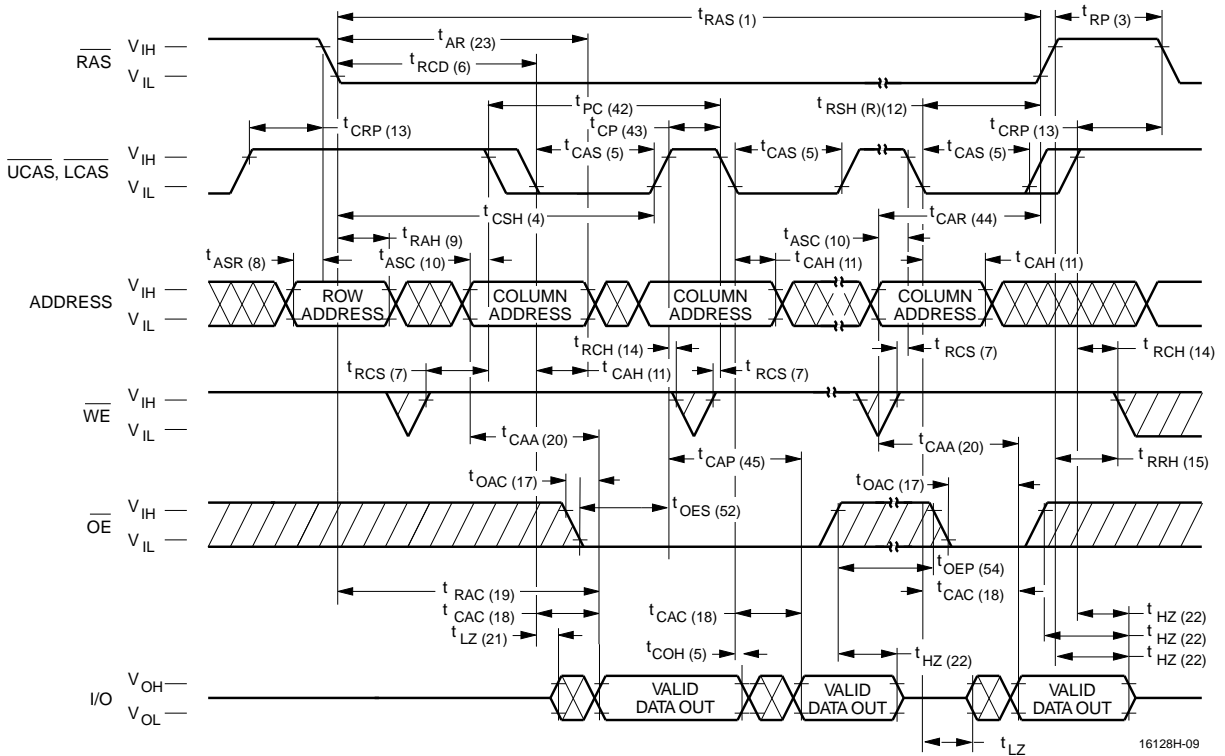 t RAS (1)
t RP (3)
t AR (23)
RAS
V IH
V IL
t RCD (6)
t PC (42)
t RSH (R)(12)
t CRP (13)
t CP (43)
t CRP (13)
UCAS, LCAS
V IH
V IL
t CAS (5)
t CAS (5)
t CAS (5)
t CSH (4)
t CAR (44)
t RAH (9)
t ASC (10)
t ASR (8)
t ASC (10)
t CAH (11)
t CAH (11)
ADDRESS
V IH
V IL
ROW
ADDRESS
COLUMN
ADDRESS
COLUMN
ADDRESS
COLUMN
ADDRESS
t RCH (14)
t RCS (7)
t RCH (14)
t RCS (7)
t CAH (11)
t RCS (7)
WE
V IH
V IL
t CAA (20)
t CAA (20)
t CAP (45)
t RRH (15)
t OAC (17)
t OAC (17)
t OES (52)
OE
V IH
V IL
t OEP (54)
t RAC (19)
t CAC (18)
t CAC (18)
t CAC (18)
t HZ (22)
t LZ (21)
t HZ (22)
t COH (5)
t HZ (22)
t HZ (22)
I/O
V OH
V OL
VALID
DATA OUT
VALID
DATA OUT
VALID
DATA OUT
t LZ
16128H-09